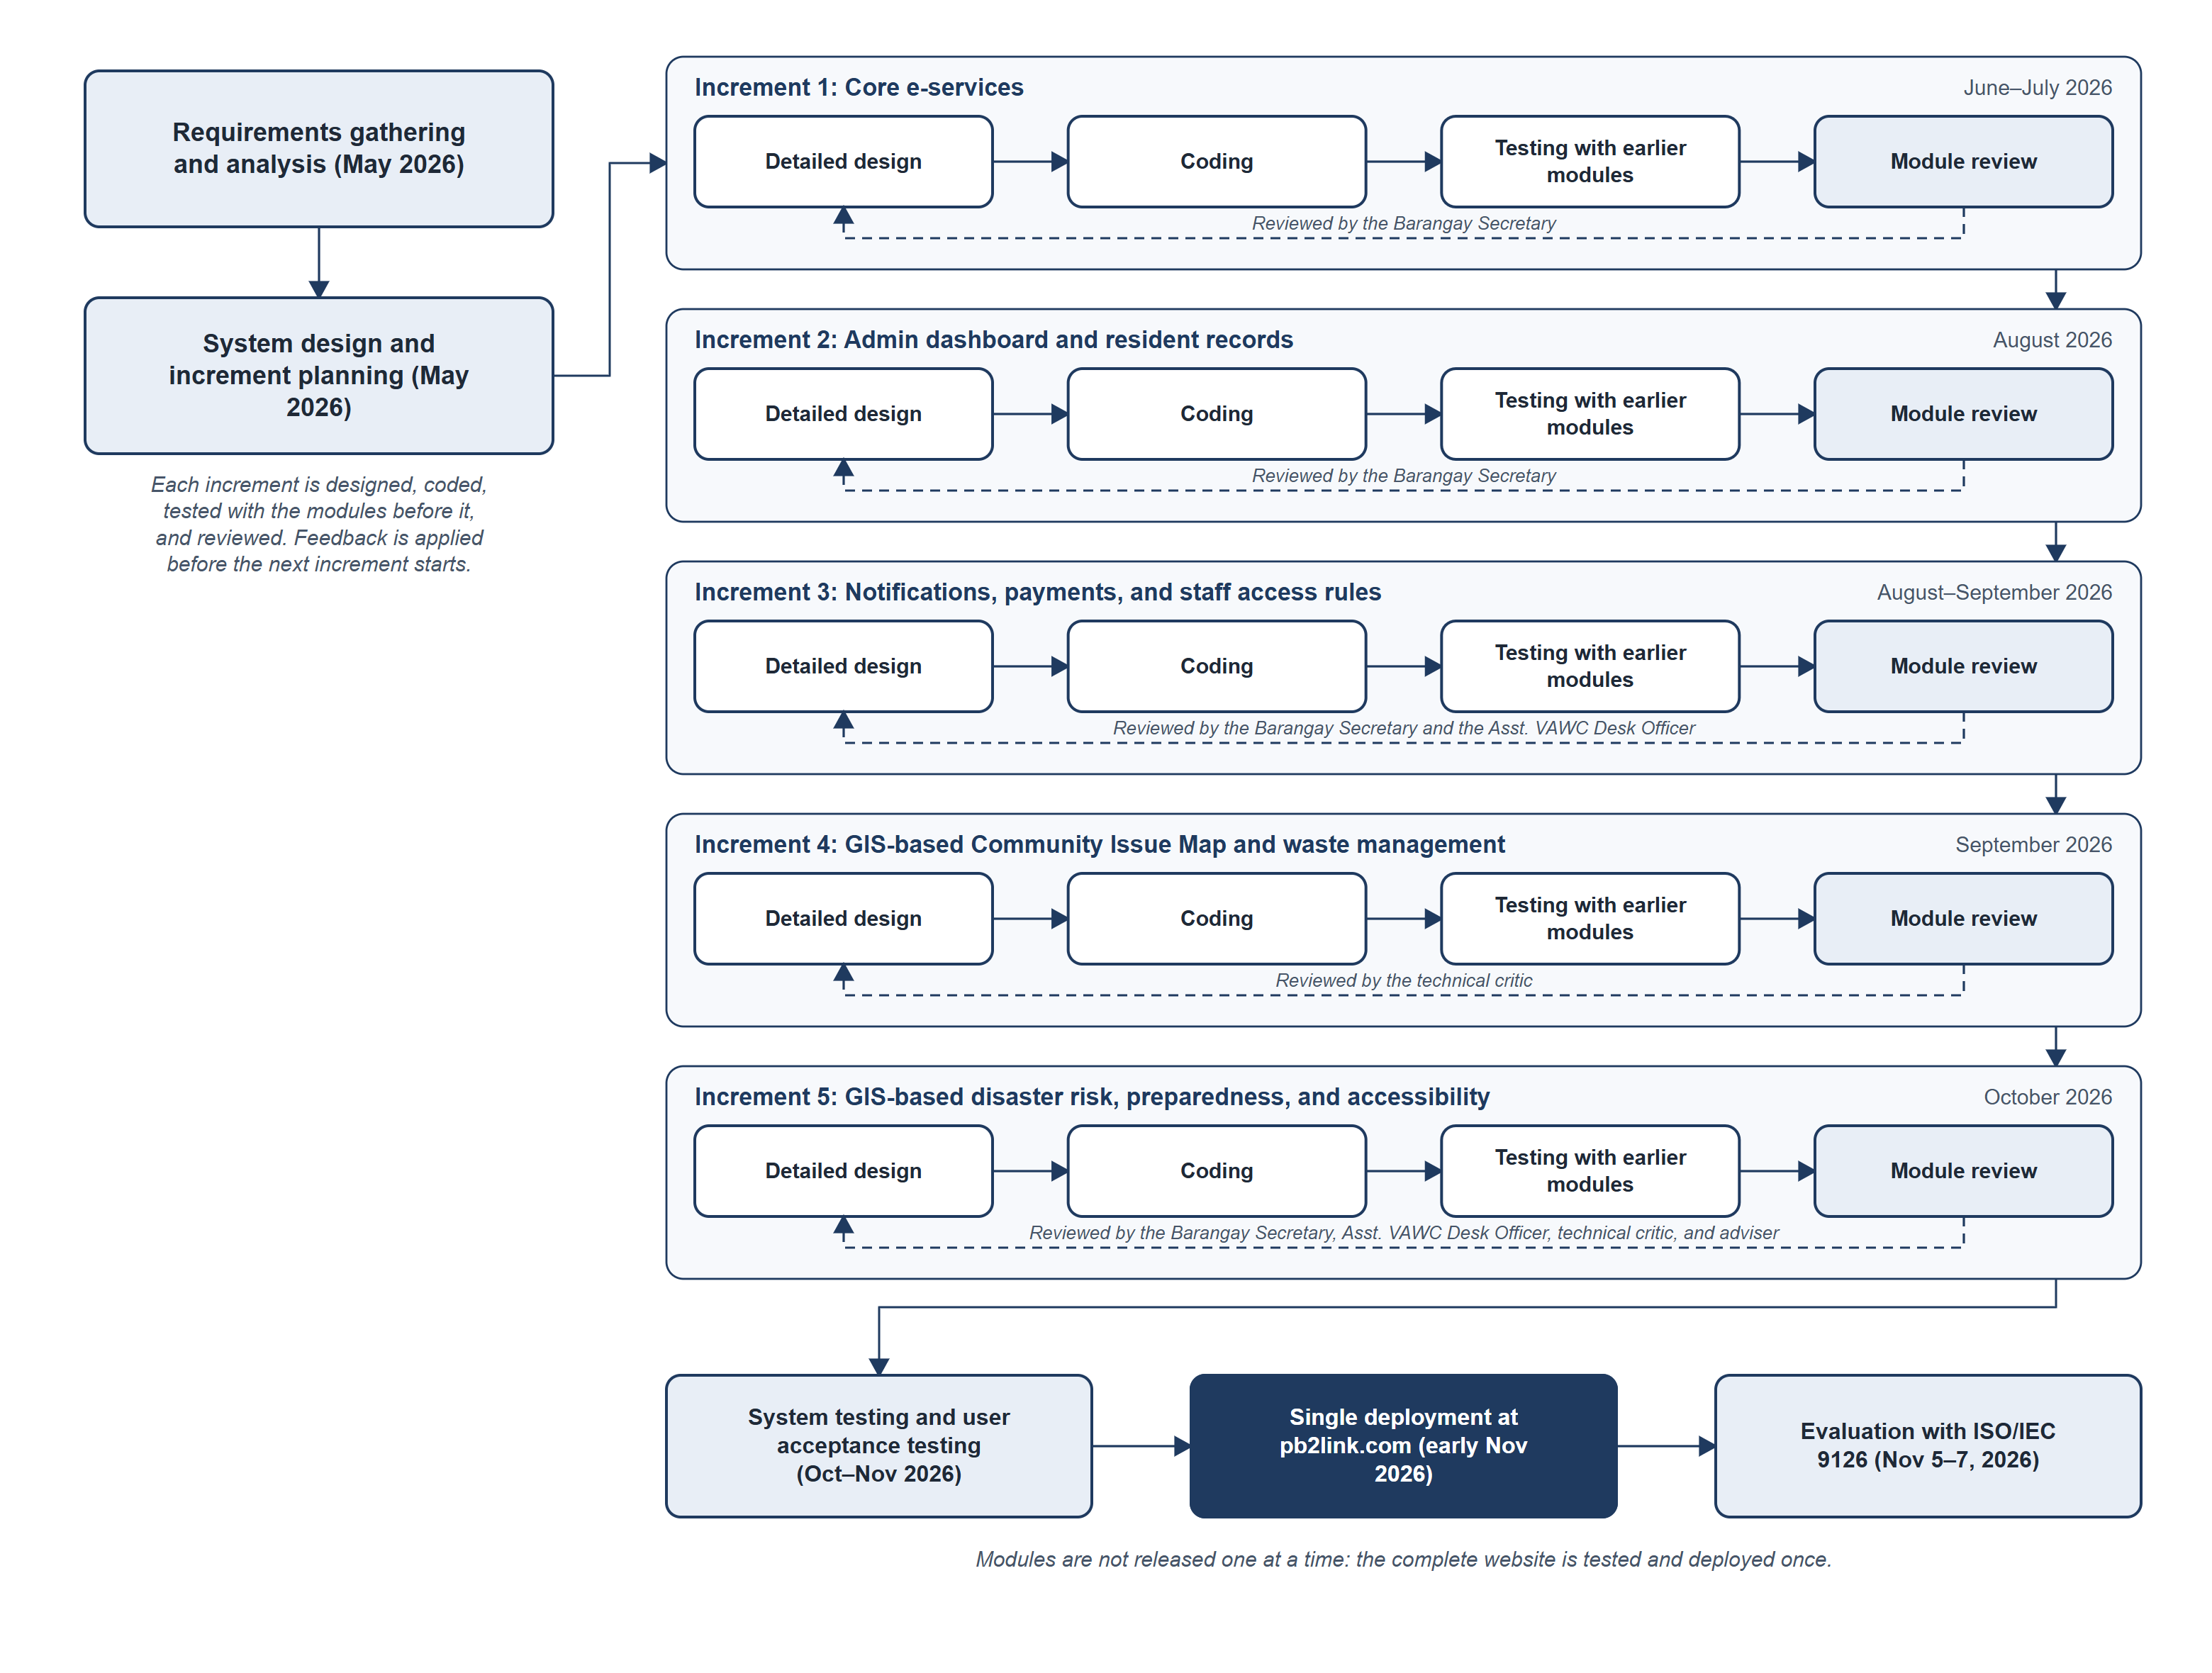 Requirements gathering
and analysis (May 2026)
System design and
increment planning (May
2026)
Each increment is designed, coded,
tested with the modules before it,
and reviewed. Feedback is applied
before the next increment starts.
Increment 1: Core e-services
June–July 2026
Detailed design
Coding
Testing with earlier
modules
Module review
Reviewed by the Barangay Secretary
Increment 2: Admin dashboard and resident records
August 2026
Detailed design
Coding
Testing with earlier
modules
Module review
Reviewed by the Barangay Secretary
Increment 3: Notifications, payments, and staff access rules
August–September 2026
Detailed design
Coding
Testing with earlier
modules
Module review
Reviewed by the Barangay Secretary and the Asst. VAWC Desk Officer
Increment 4: GIS-based Community Issue Map and waste management
September 2026
Detailed design
Coding
Testing with earlier
modules
Module review
Reviewed by the technical critic
Increment 5: GIS-based disaster risk, preparedness, and accessibility
October 2026
Detailed design
Coding
Testing with earlier
modules
Module review
Reviewed by the Barangay Secretary, Asst. VAWC Desk Officer, technical critic, and adviser
System testing and user
acceptance testing
(Oct–Nov 2026)
Single deployment at
pb2link.com (early Nov
2026)
Evaluation with ISO/IEC
9126 (Nov 5–7, 2026)
Modules are not released one at a time: the complete website is tested and deployed once.